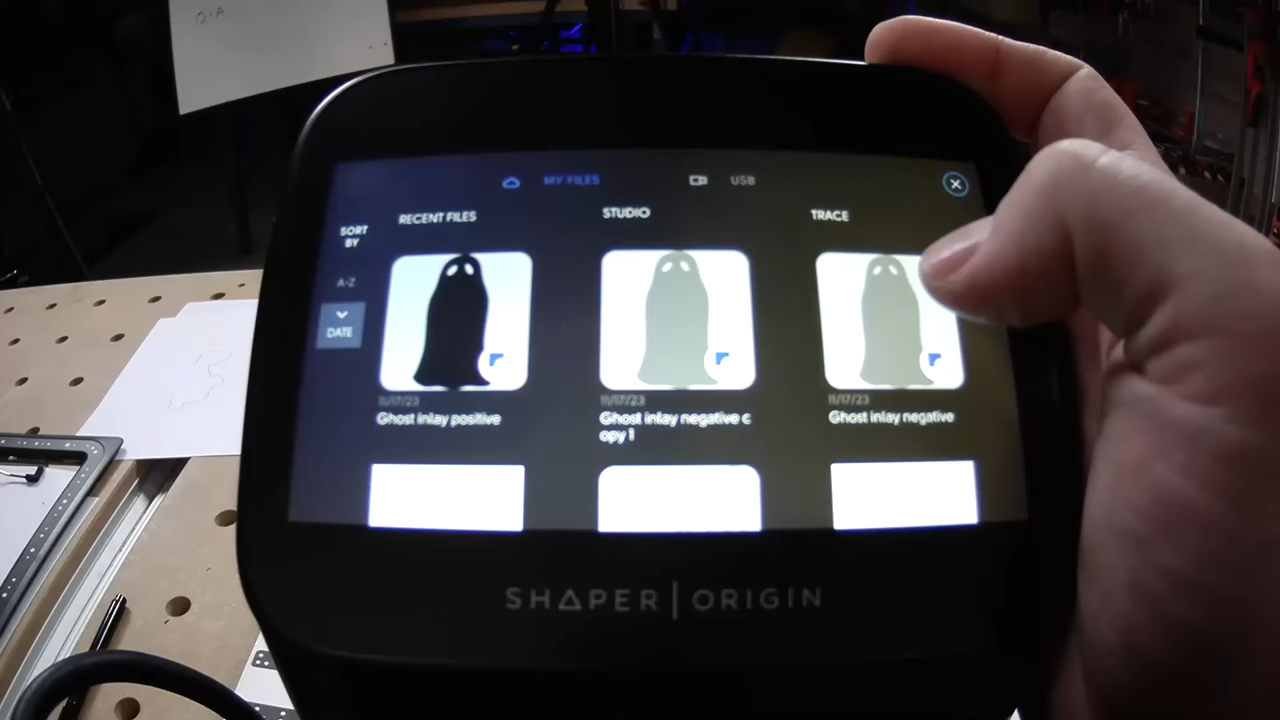 Q+A
MY FILES
USB
SORT
BY
RECENT FILES
STUDIO
TRACE
A-Z
DATE
11/17/23
Ghost inlay positive
11/17/23
Ghost inlay negative c
opy 1
11/17/23
Ghost inlay negative
SHAPER | ORIGIN